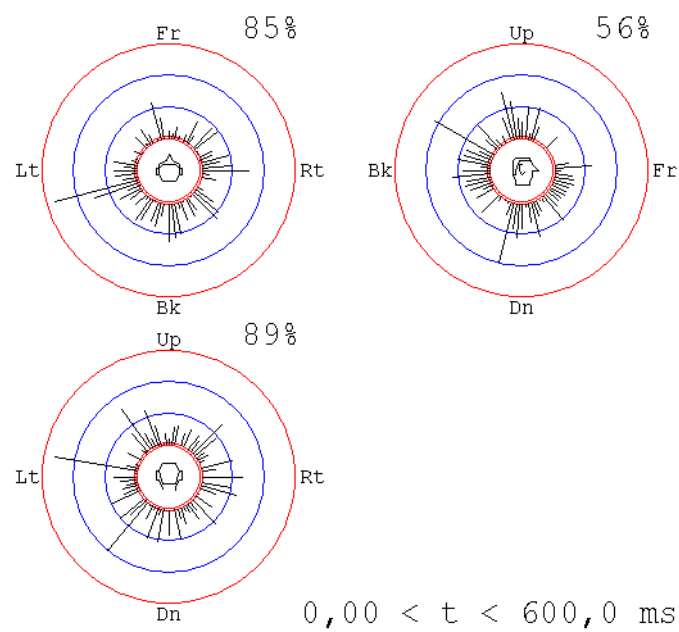 Fr 85%
Up 56%
Lt Rt Bk Fr
Bk Dn
Up 89%
Lt Rt
Dn
0,00 < t < 600,0 ms